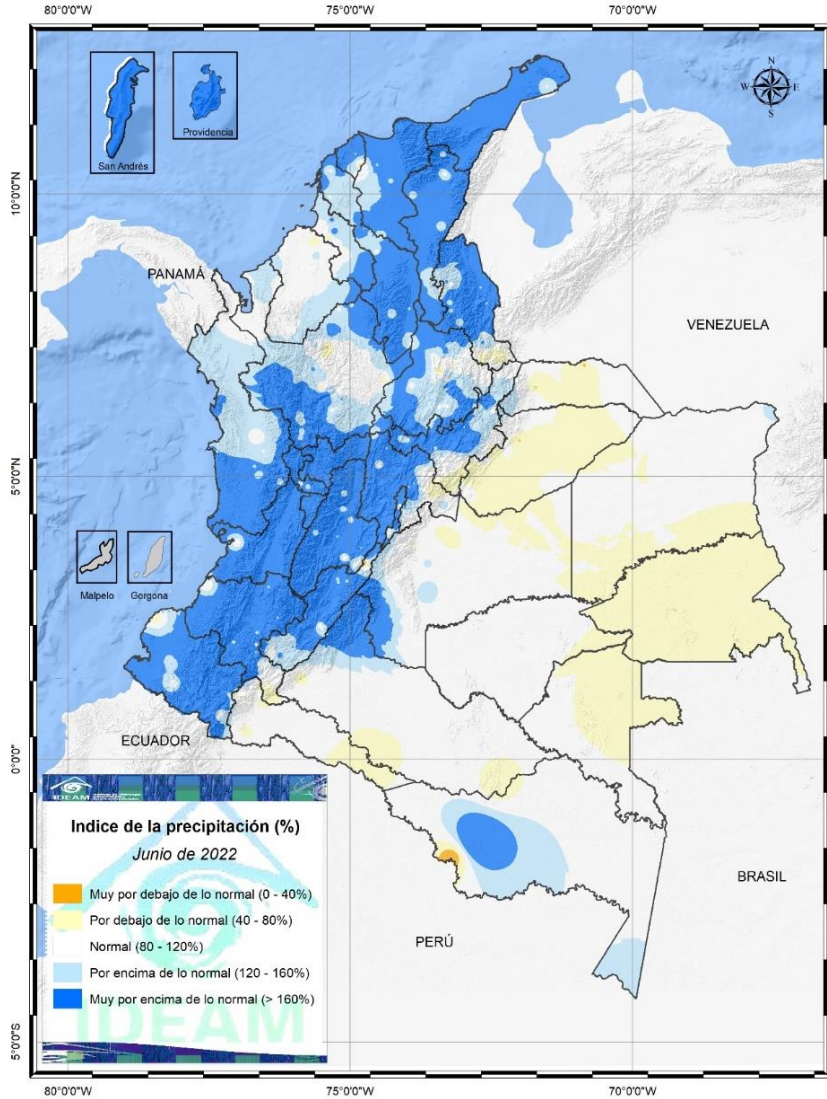 80°0'0"W 75°0'0"W 70°0'0"W
10°0'0"N
5°0'0"N
0°0'0"
5°0'0"S
N
W E
S
San Andrés
Providencia
PANAMÁ
VENEZUELA
Malpelo
Gorgona
ECUADOR
BRASIL
PERÚ
IDEAM
Indice de la precipitación (%)
Junio de 2022
Muy por debajo de lo normal (0 - 40%)
Por debajo de lo normal (40 - 80%)
Normal (80 - 120%)
Por encima de lo normal (120 - 160%)
Muy por encima de lo normal (> 160%)
IDEAM
80°0'0"W 75°0'0"W 70°0'0"W